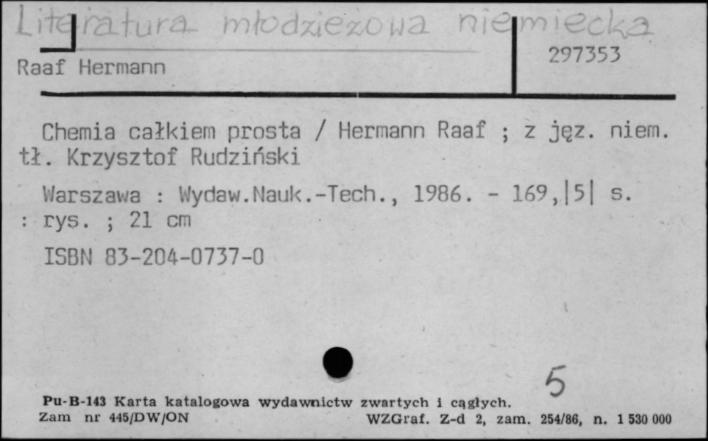 Literatura młodzieżowa niemiecka
297353
Raaf Hermann
Chemia całkiem prosta / Hermann Raaf ; z jęz. niem.
tł. Krzysztof Rudziński
Warszawa : Wydaw.Nauk.-Tech., 1986. - 169,|5| s.
: rys. ; 21 cm
ISBN 83-204-0737-0
5
Pu-B-143 Karta katalogowa wydawnictw zwartych i ciągłych.
Zam nr 445/DW/ON WZGraf. Z-d 2, zam. 254/86, n. 1 530 000